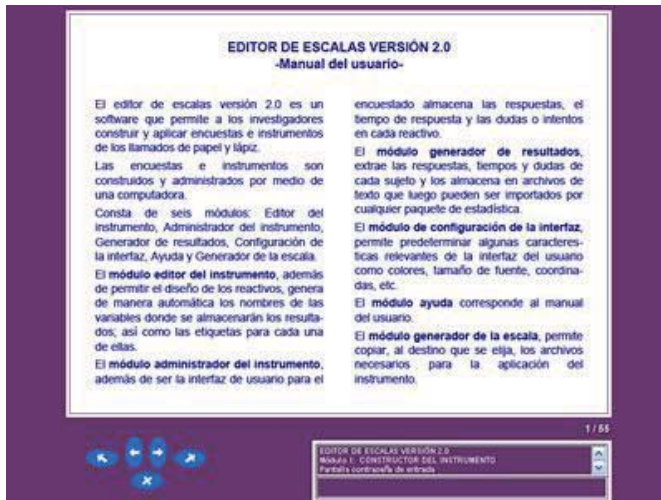 EDITOR DE ESCALAS VERSIÓN 2.0
-Manual del usuario-
El editor de escalas versión 2.0 es un
software que permite a los investigadores
construir y aplicar encuestas e instrumentos
de los llamados de papel y lápiz.
Las encuestas e instrumentos son
construidos y administrados por medio de
una computadora.
Consta de seis módulos: Editor del
instrumento, Administrador del instrumento,
Generador de resultados, Configuración de
la interfaz, Ayuda y Generador de la escala.
El módulo editor del instrumento, además
de permitir el diseño de los reactivos, genera
de manera automática los nombres de las
variables donde se almacenarán los resulta-
dos; así como las etiquetas para cada una
de ellas.
El módulo administrador del instrumento,
además de ser la interfaz de usuario para el
encuestado almacena las respuestas, el
tiempo de respuesta y las dudas o intentos
en cada reactivo.
El módulo generador de resultados,
extrae las respuestas, tiempos y dudas de
cada sujeto y los almacena en archivos de
texto que luego pueden ser importados por
cualquier paquete de estadística.
El módulo de configuración de la interfaz,
permite predeterminar algunas caracteres-
ticas relevantes de la interfaz del usuario
como colores, tamaño de fuente, coordina-
das, etc.
El módulo ayuda corresponde al manual
del usuario.
El módulo generador de la escala, permite
copiar, al destino que se elija, los archivos
necesarios para la aplicación del
instrumento.
1 / 55
EDITOR DE ESCALAS VERSIÓN 2.0
Módulo I: CONSTRUCTOR DEL INSTRUMENTO
Pantalla contraseña de entrada